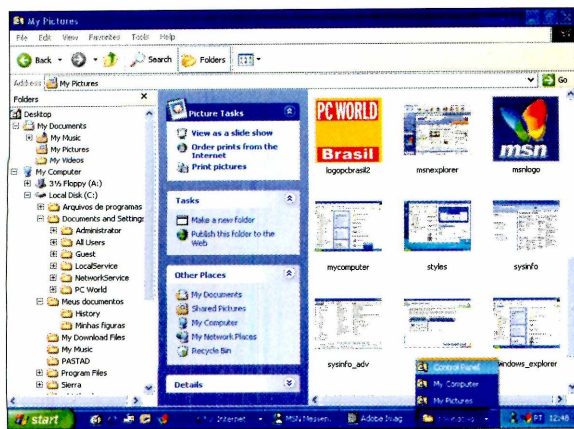 My Pictures
File Edit View Favorites Tools Help
Back Search Folders
Address My Pictures Go
Folders X
Desktop
My Documents
My Music
My Pictures
My Videos
My Computer
3½ Floppy (A:)
Local Disk (C:)
Arquivos de programas
Documents and Setting
Administrator
All Users
Guest
LocalService
NetworkService
PC World
Meus documentos
History
Minhas figuras
My Download Files
My Music
PASTAD
Program Files
Sierra
Picture Tasks
View as a slide show
Order prints from the
Internet
Print pictures
Tasks
Make a new folder
Publish this folder to the
Web
Other Places
My Documents
Shared Pictures
My Computer
My Network Places
Recycle Bin
Details
PC WORLD
Brasil
msn
logopcbrasil2 msnexplorer msnlogo
mycomputer styles sysinfo
sysinfo_adv windows_explorer
Control Panel
My Computer
My Pictures
start Internet MSN Messen... Adobe Imag PT 12:48